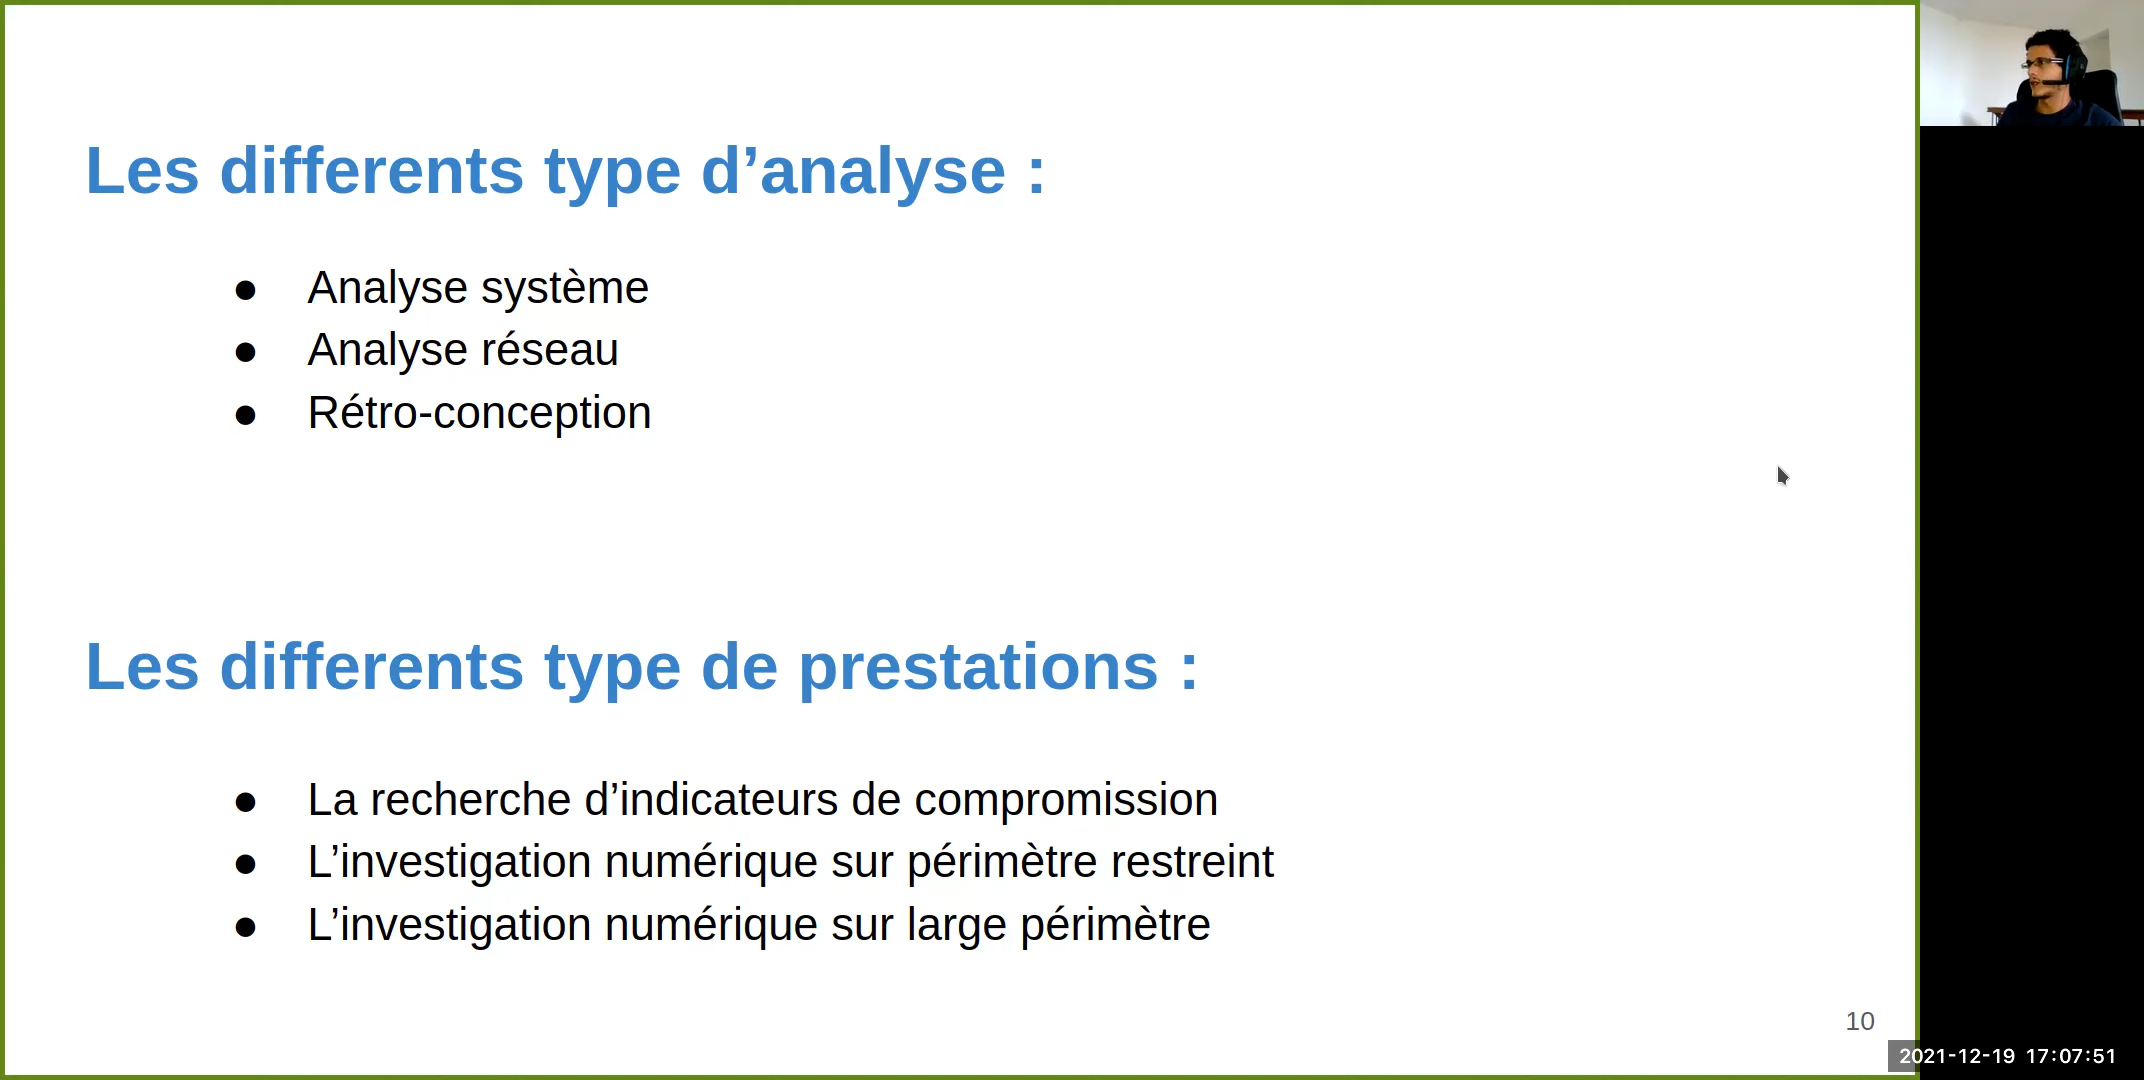 Les differents type d’analyse :
● Analyse système
● Analyse réseau
● Rétro-conception
Les differents type de prestations :
● La recherche d’indicateurs de compromission
● L’investigation numérique sur périmètre restreint
● L’investigation numérique sur large périmètre
10
2021-12-19 17:07:51